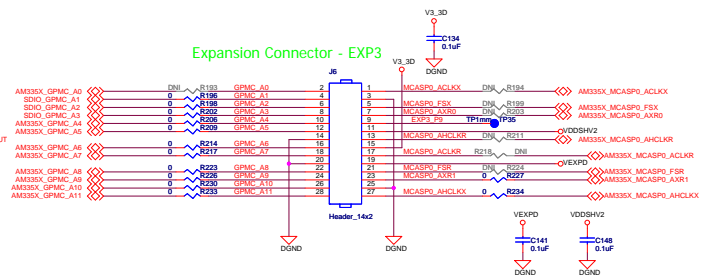 V3_3D
C134
0.1uF
DGND
Expansion Connector - EXP3
V3_3D
J6
AM335X_GPMC_A0 DNI R193 GPMC_A0 2 1 MCASP0_ACLKX DNI R194 AM335X_MCASP0_ACLKX
SDIO_GPMC_A1 0 R196 GPMC_A1 4 3
SDIO_GPMC_A2 0 R198 GPMC_A2 6 5 MCASP0_FSX DNI R199 AM335X_MCASP0_FSX
SDIO_GPMC_A3 0 R202 GPMC_A3 8 7 MCASP0_AXR0 DNI R203 AM335X_MCASP0_AXR0
AM335X_GPMC_A4 0 R206 GPMC_A4 10 9 EXP3_P9 TP1mm TP35
AM335X_GPMC_A5 0 R209 GPMC_A5 12 11 VDDSHV2
UT 14 13 MCASP0_AHCLKR DNI R211 AM335X_MCASP0_AHCLKR
AM335X_GPMC_A6 0 R214 GPMC_A6 16 15
AM335X_GPMC_A7 0 R217 GPMC_A7 18 17 MCASP0_ACLKR R218 DNI AM335X_MCASP0_ACLKR
20 19 VEXPD
AM335X_GPMC_A8 0 R223 GPMC_A8 22 21 MCASP0_FSR DNI R224 AM335X_MCASP0_FSR
AM335X_GPMC_A9 0 R226 GPMC_A9 24 23 MCASP0_AXR1 0 R227 AM335X_MCASP0_AXR1
AM335X_GPMC_A10 0 R230 GPMC_A10 26 25
AM335X_GPMC_A11 0 R233 GPMC_A11 28 27 MCASP0_AHCLKX 0 R234 AM335X_MCASP0_AHCLKX
Header_14x2
DGND
DGND
VEXPD
C141
0.1uF
DGND
VDDSHV2
C148
0.1uF
DGND